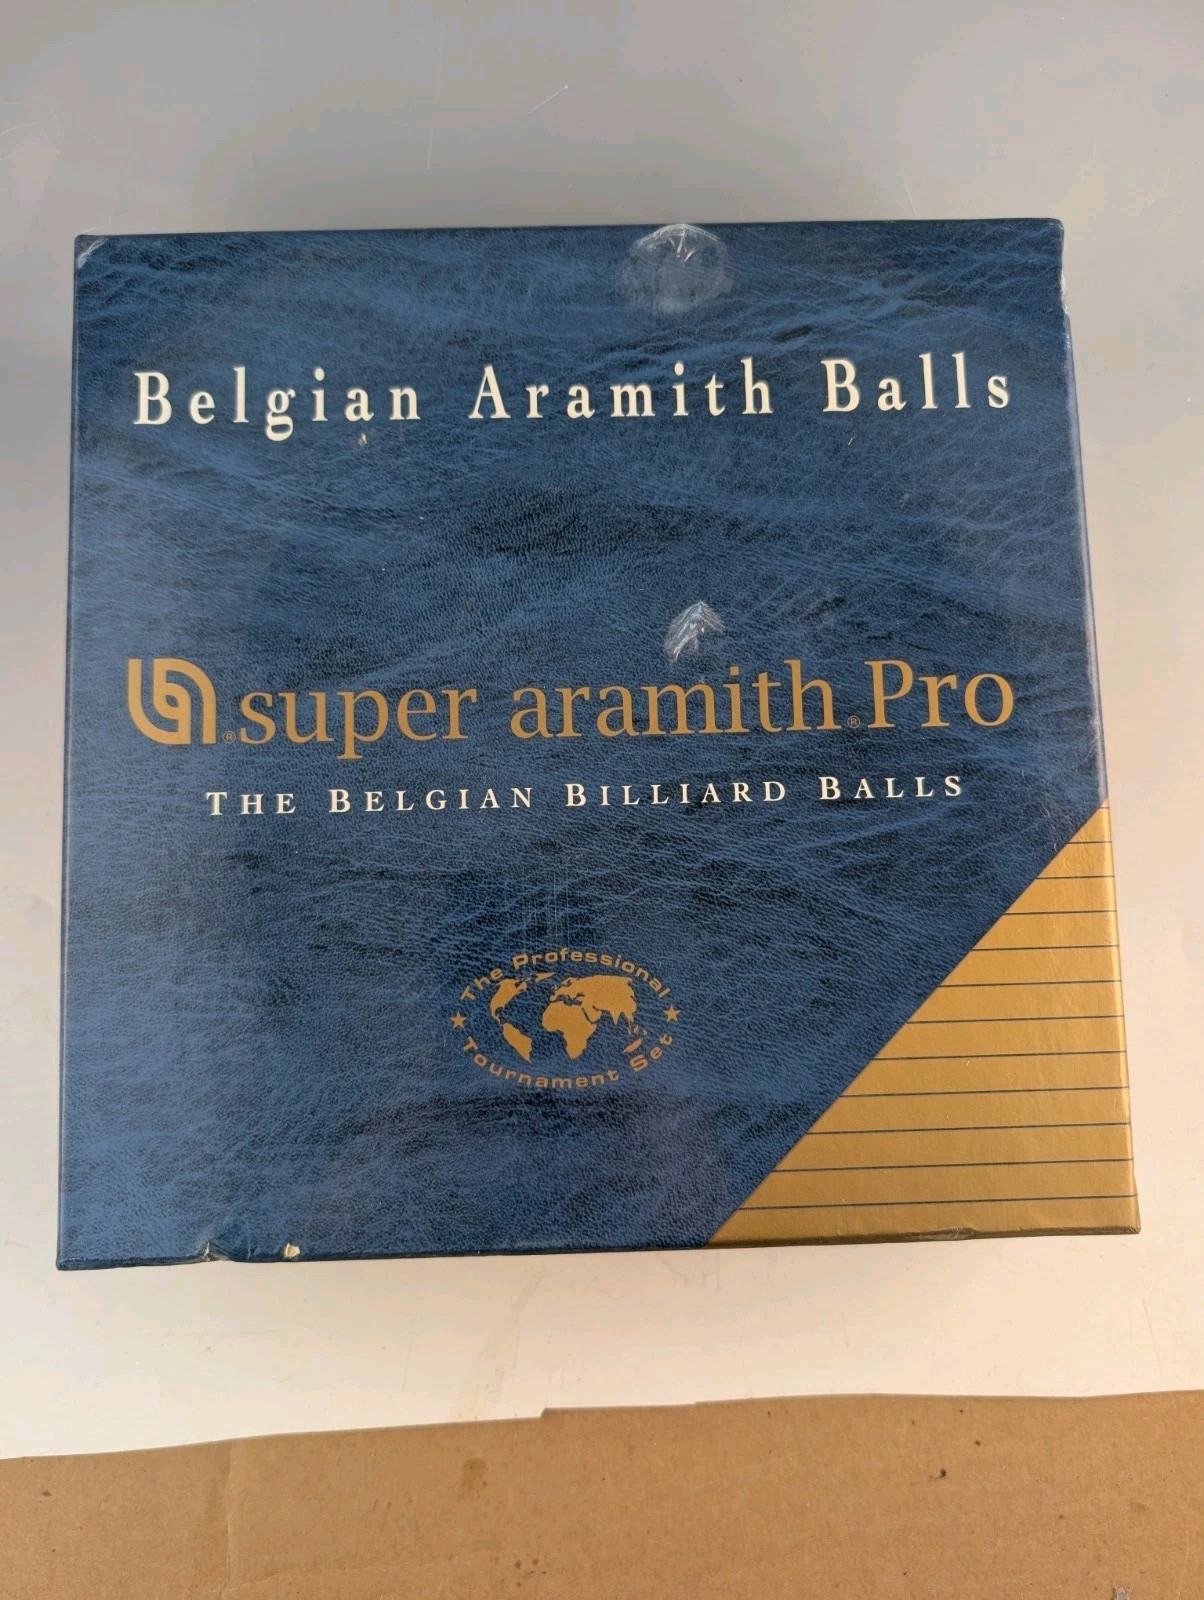 Belgian Aramith Balls
® super aramith ® Pro
THE BELGIAN BILLIARD BALLS
The Professional
★ ★
Tournament Set